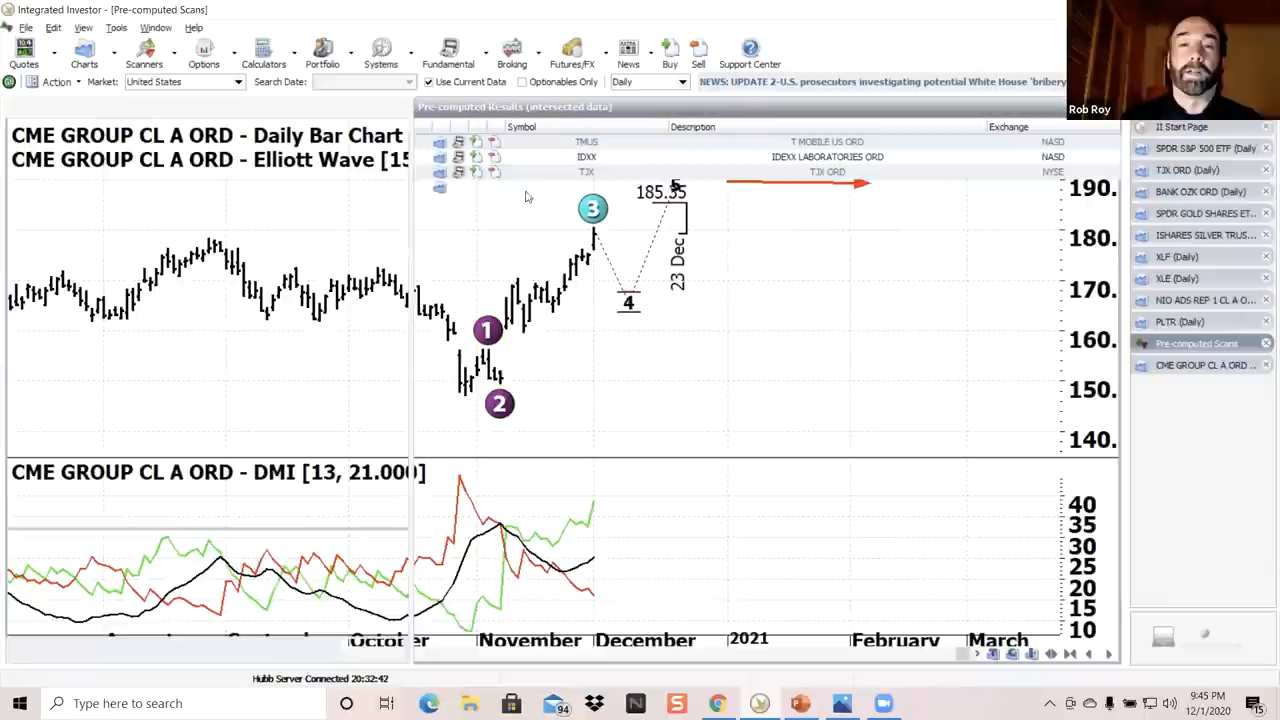 Integrated Investor - [Pre-computed Scans]
File Edit View Tools Window Help
10.4
Quotes Charts Scanners Options Calculators Portfolio Systems Fundamental Broking Futures/FX News Buy Sell Support Center
Action Market: United States Search Date: Use Current Data Optionables Only Daily NEWS: UPDATE 2-U.S. prosecutors investigating potential White House `bribery
Rob Roy
Pre-computed Results (intersected data)
Symbol Description Exchange
TMUS T MOBILE US ORD NASD
IDXX IDEXX LABORATORIES ORD NASD
TJX TJX ORD NYSE
CME GROUP CL A ORD - Daily Bar Chart
CME GROUP CL A ORD - Elliott Wave [15
185.35
5
3
23 Dec
4
1
2
190.
180.
170.
160.
150.
140.
CME GROUP CL A ORD - DMI [13, 21.000]
40
35
30
25
20
15
10
October November December 2021 February March
II Start Page
SPDR S&P 500 ETF (Daily)
TJX ORD (Daily)
BANK OZK ORD (Daily)
SPDR GOLD SHARES ET...
ISHARES SILVER TRUS...
XLF (Daily)
XLE (Daily)
NIO ADS REP 1 CL A O...
PLTR (Daily)
Pre-computed Scans
CME GROUP CL A ORD ...
Hubb Server Connected 20:32:42
Type here to search
94
9:45 PM
12/1/2020
15